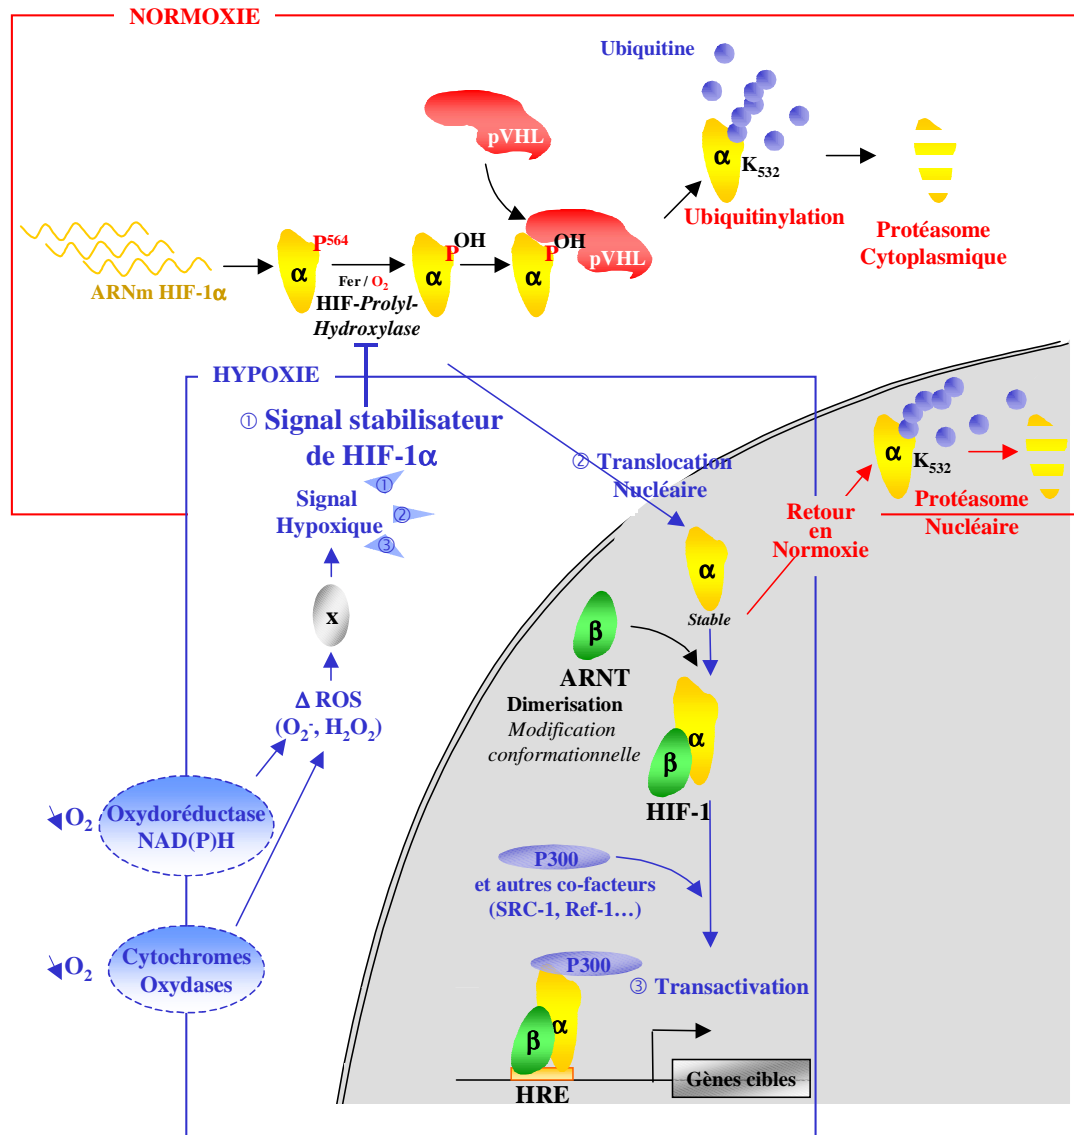 NORMOXIE
Ubiquitine
pVHL
α
K532
Ubiquitinylation
Protéasome
Cytoplasmique
ARNm HIF-1α
P564
α
Fer / O2
HIF-Prolyl-
Hydroxylase
P OH
α
P OH
α
pVHL
HYPOXIE
① Signal stabilisateur
de HIF-1α
Signal
Hypoxique
①
②
③
x
Δ ROS
(O2-, H2O2)
O2
Oxydoréductase
NAD(P)H
O2
Cytochromes
Oxydases
② Translocation
Nucléaire
α
Stable
β
ARNT
Dimerisation
Modification
conformationnelle
α
β
HIF-1
P300
et autres co-facteurs
(SRC-1, Ref-1…)
P300
③ Transactivation
α
β
HRE
Gènes cibles
Retour
en
Normoxie
α
K532
Protéasome
Nucléaire